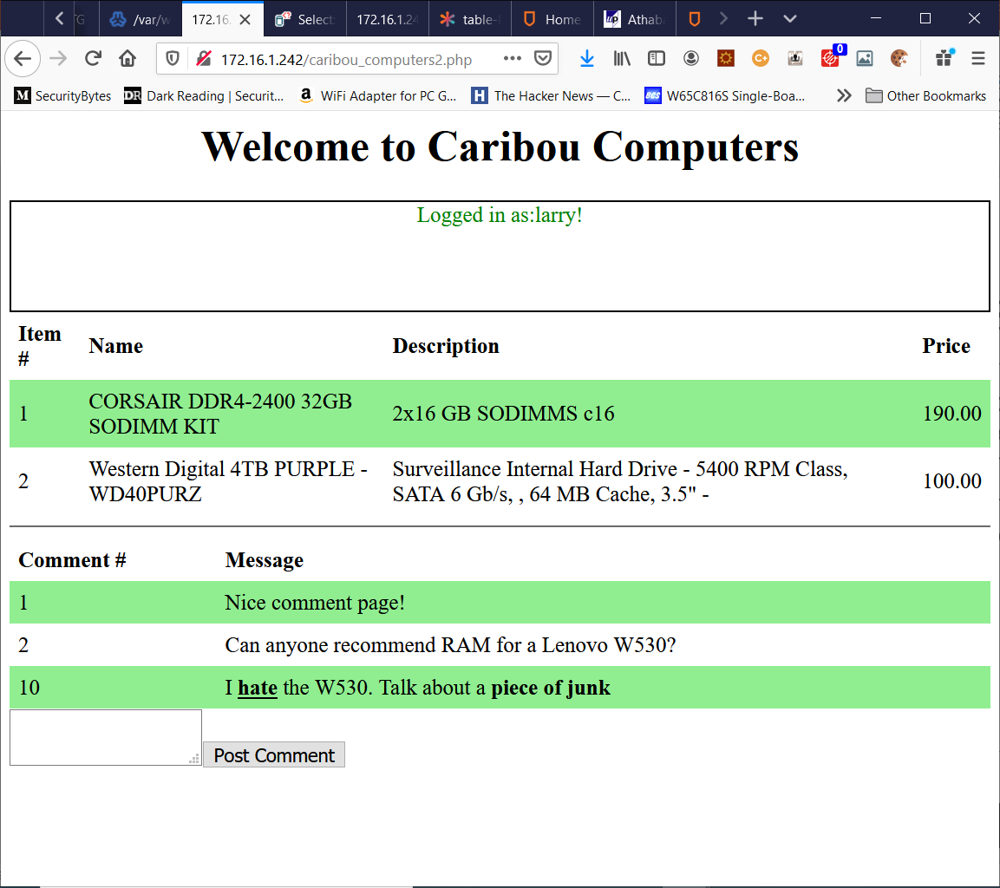 /var/w
172.16.
Select
172.16.1.24
table-
Home
Athab
172.16.1.242/caribou_computers2.php
C+
0
M SecurityBytes
DR Dark Reading | Securit...
a WiFi Adapter for PC G...
H The Hacker News — C...
W65C816S Single-Boa...
Other Bookmarks
Welcome to Caribou Computers
Logged in as:larry!
Item
#
Name
Description
Price
1
CORSAIR DDR4-2400 32GB
SODIMM KIT
2x16 GB SODIMMS c16
190.00
2
Western Digital 4TB PURPLE -
WD40PURZ
Surveillance Internal Hard Drive - 5400 RPM Class,
SATA 6 Gb/s, , 64 MB Cache, 3.5" -
100.00
Comment #
Message
1
Nice comment page!
2
Can anyone recommend RAM for a Lenovo W530?
10
I hate the W530. Talk about a piece of junk
Post Comment